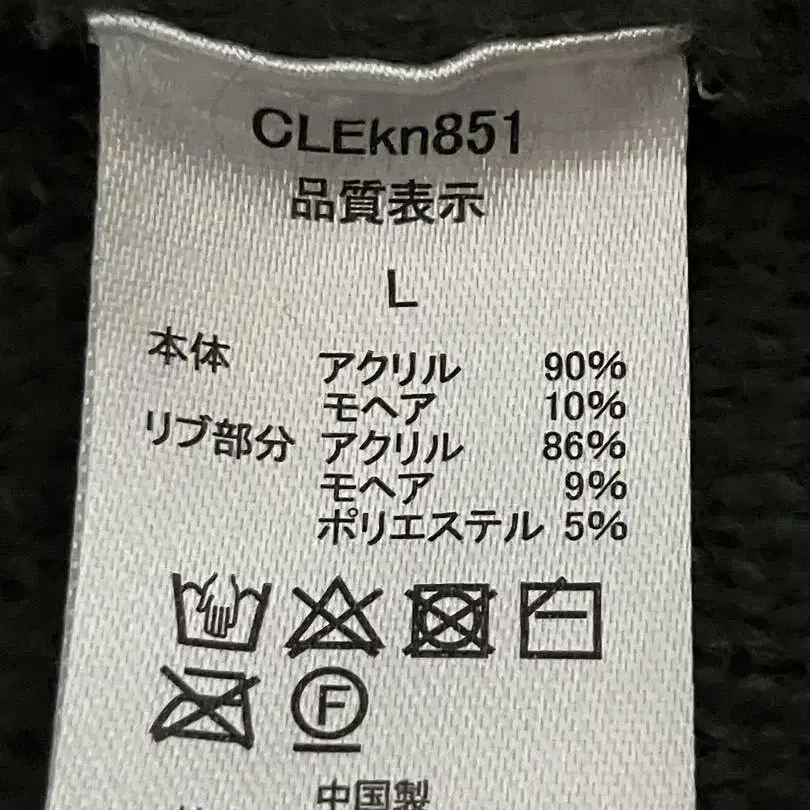 CLEkn851
品質表示
L
本体 アクリル 90%
モヘア 10%
リブ部分 アクリル 86%
モヘア 9%
ポリエステル 5%
F
中国製